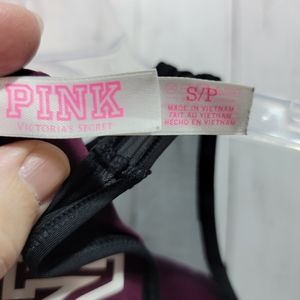 PINK
VICTORIA'S SECRET
S/P
MADE IN VIETNAM
FAIT AU VIETNAM
HECHO EN VIETNAM